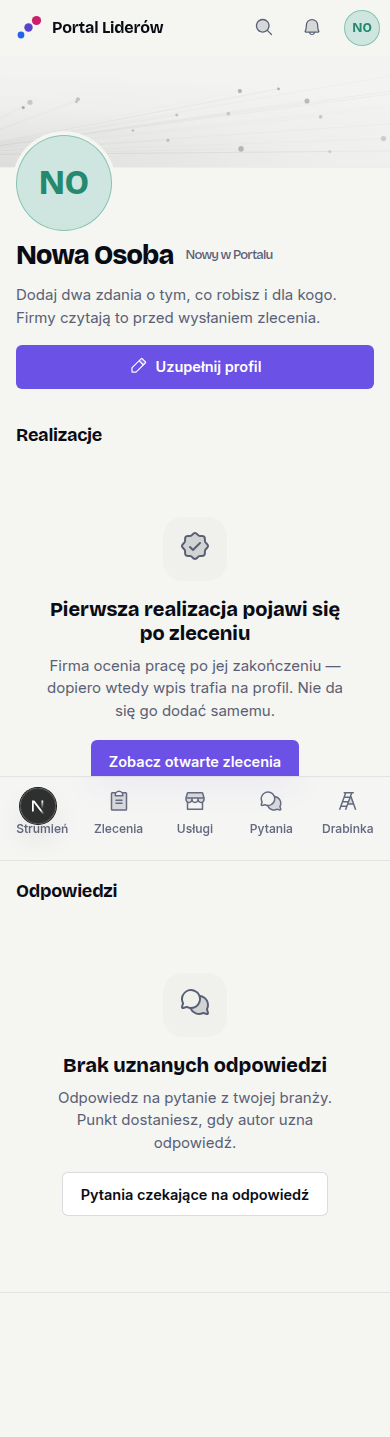 Portal Liderów
NO
NO
Nowa Osoba Nowy w Portalu
Dodaj dwa zdania o tym, co robisz i dla kogo.
Firmy czytają to przed wysłaniem zlecenia.
Uzupełnij profil
Realizacje
Pierwsza realizacja pojawi się
po zleceniu
Firma ocenia pracę po jej zakończeniu —
dopiero wtedy wpis trafia na profil. Nie da
się go dodać samemu.
Zobacz otwarte zlecenia
N
Strumień Zlecenia Usługi Pytania Drabinka
Odpowiedzi
Brak uznanych odpowiedzi
Odpowiedz na pytanie z twojej branży.
Punkt dostaniesz, gdy autor uzna
odpowiedź.
Pytania czekające na odpowiedź